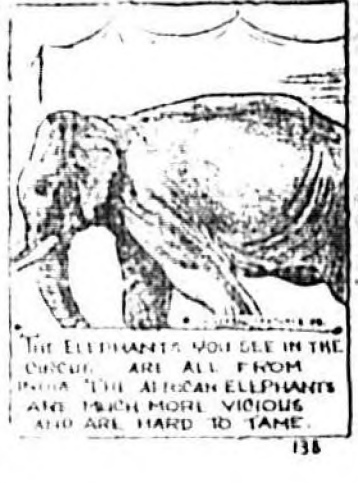 THE ELEPHANTS YOU SEE IN THE
CIRCUS ARE ALL FROM
INDIA. THE AFRICAN ELEPHANTS
ARE MUCH MORE VICIOUS
AND ARE HARD TO TAME.
138